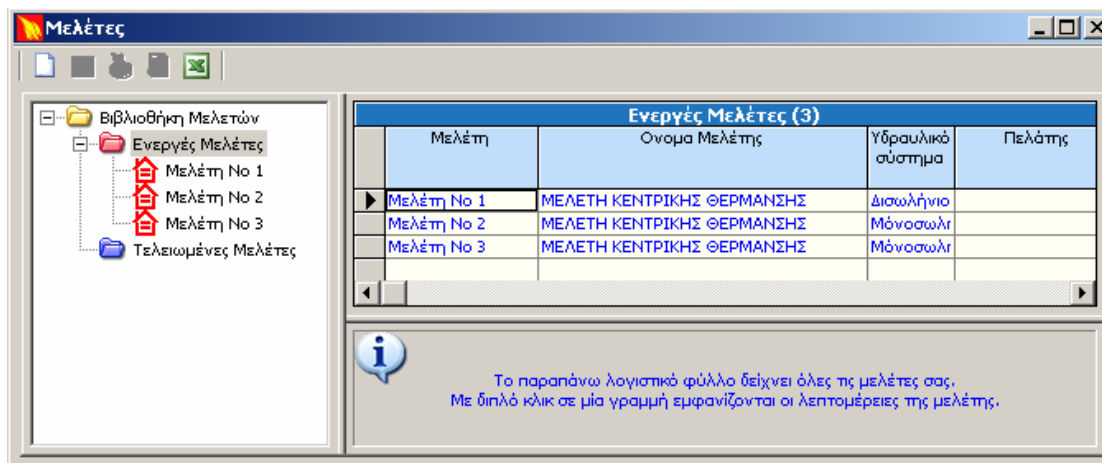 Μελέτες
Βιβλιοθήκη Μελετών
Ενεργές Μελέτες
Μελέτη Νο 1
Μελέτη Νο 2
Μελέτη Νο 3
Τελειωμένες Μελέτες
Ενεργές Μελέτες (3)
Μελέτη Ονομα Μελέτης Υδραυλικό σύστημα Πελάτης
Μελέτη Νο 1 ΜΕΛΕΤΗ ΚΕΝΤΡΙΚΗΣ ΘΕΡΜΑΝΣΗΣ Δισωλήνιο
Μελέτη Νο 2 ΜΕΛΕΤΗ ΚΕΝΤΡΙΚΗΣ ΘΕΡΜΑΝΣΗΣ Μόνοσωλr
Μελέτη Νο 3 ΜΕΛΕΤΗ ΚΕΝΤΡΙΚΗΣ ΘΕΡΜΑΝΣΗΣ Μόνοσωλr
Το παραπάνω λογιστικό φύλλο δείχνει όλες τις μελέτες σας.
Με διπλό κλικ σε μία γραμμή εμφανίζονται οι λεπτομέρειες της μελέτης.